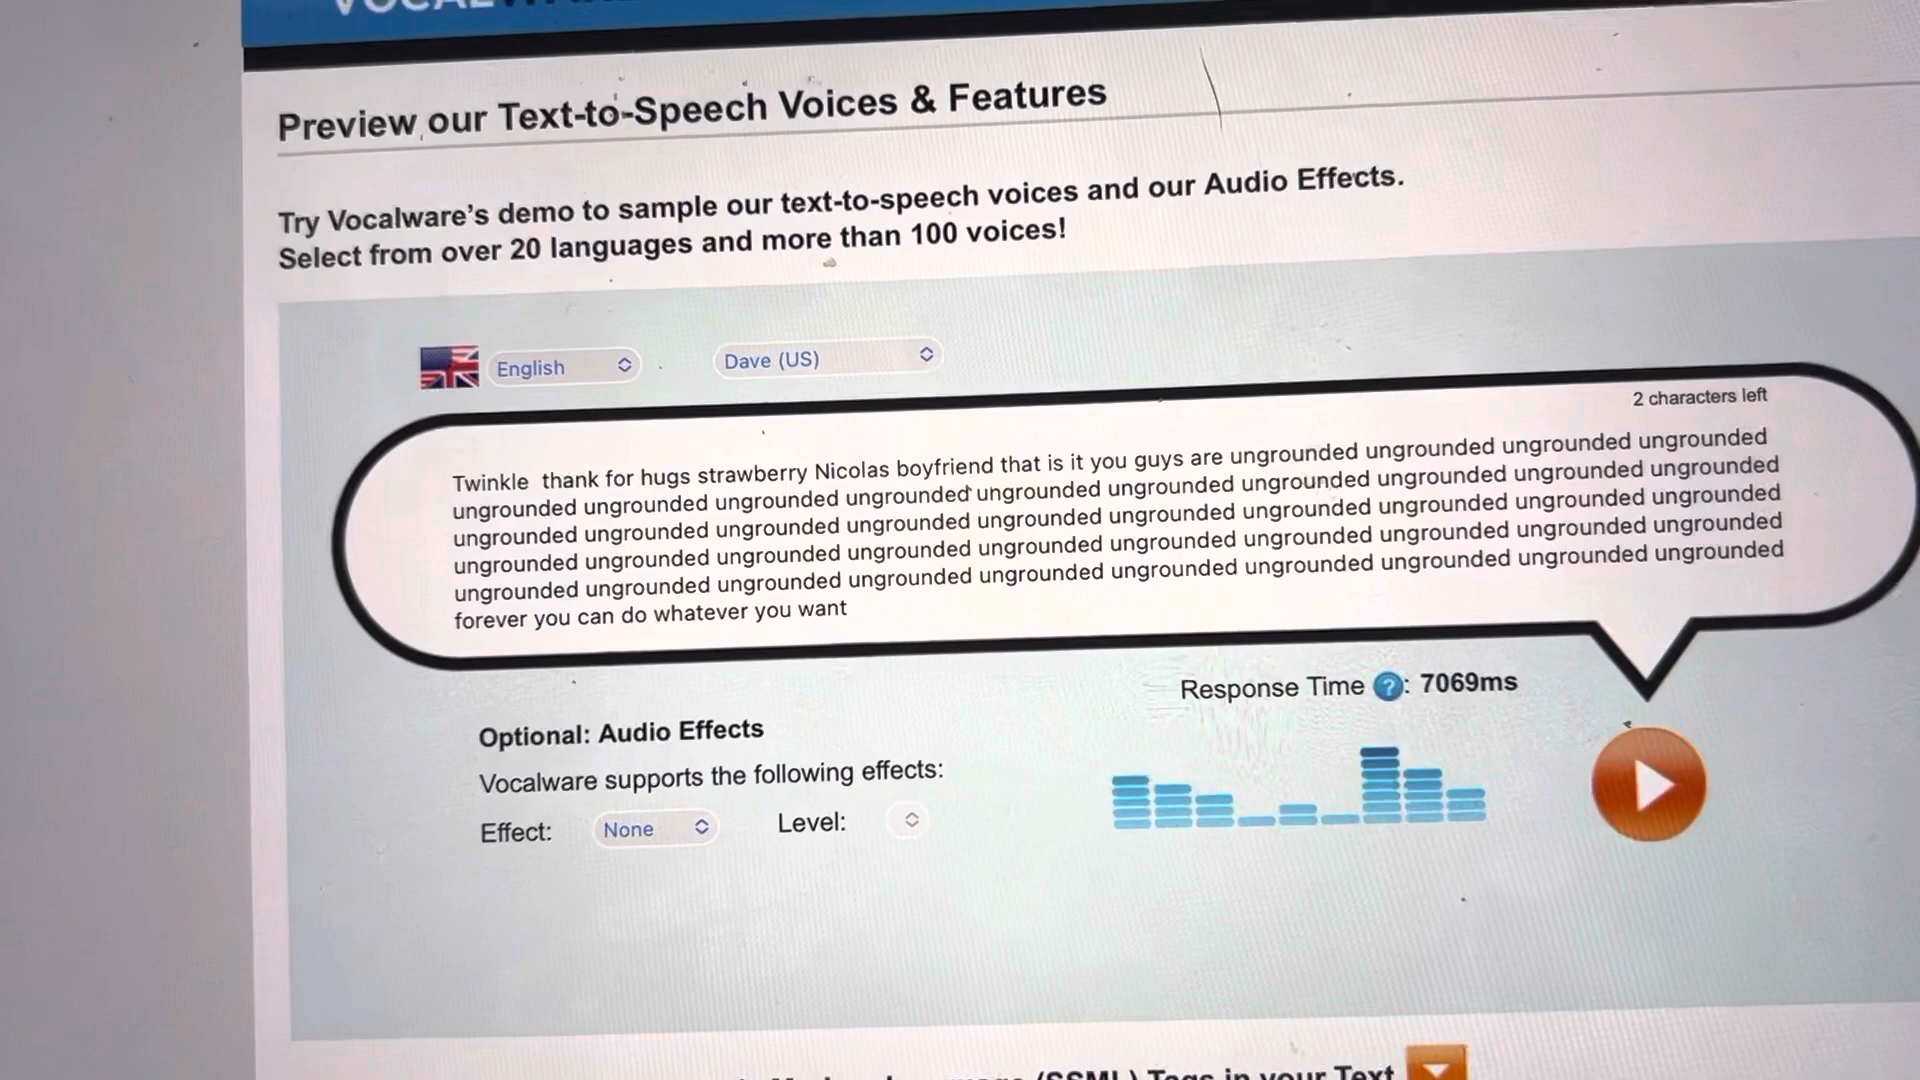 Preview our Text-to-Speech Voices & Features
Try Vocalware's demo to sample our text-to-speech voices and our Audio Effects.
Select from over 20 languages and more than 100 voices!
English
Dave (US)
2 characters left
Twinkle  thank for hugs strawberry Nicolas boyfriend that is it you guys are ungrounded ungrounded ungrounded ungrounded
ungrounded ungrounded ungrounded ungrounded ungrounded ungrounded ungrounded ungrounded ungrounded ungrounded
ungrounded ungrounded ungrounded ungrounded ungrounded ungrounded ungrounded ungrounded ungrounded ungrounded
ungrounded ungrounded ungrounded ungrounded ungrounded ungrounded ungrounded ungrounded ungrounded ungrounded
ungrounded ungrounded ungrounded ungrounded ungrounded ungrounded ungrounded ungrounded ungrounded ungrounded
forever you can do whatever you want
Response Time ?: 7069ms
Optional: Audio Effects
Vocalware supports the following effects:
Effect: None Level:
(SSML) Tags in your Text